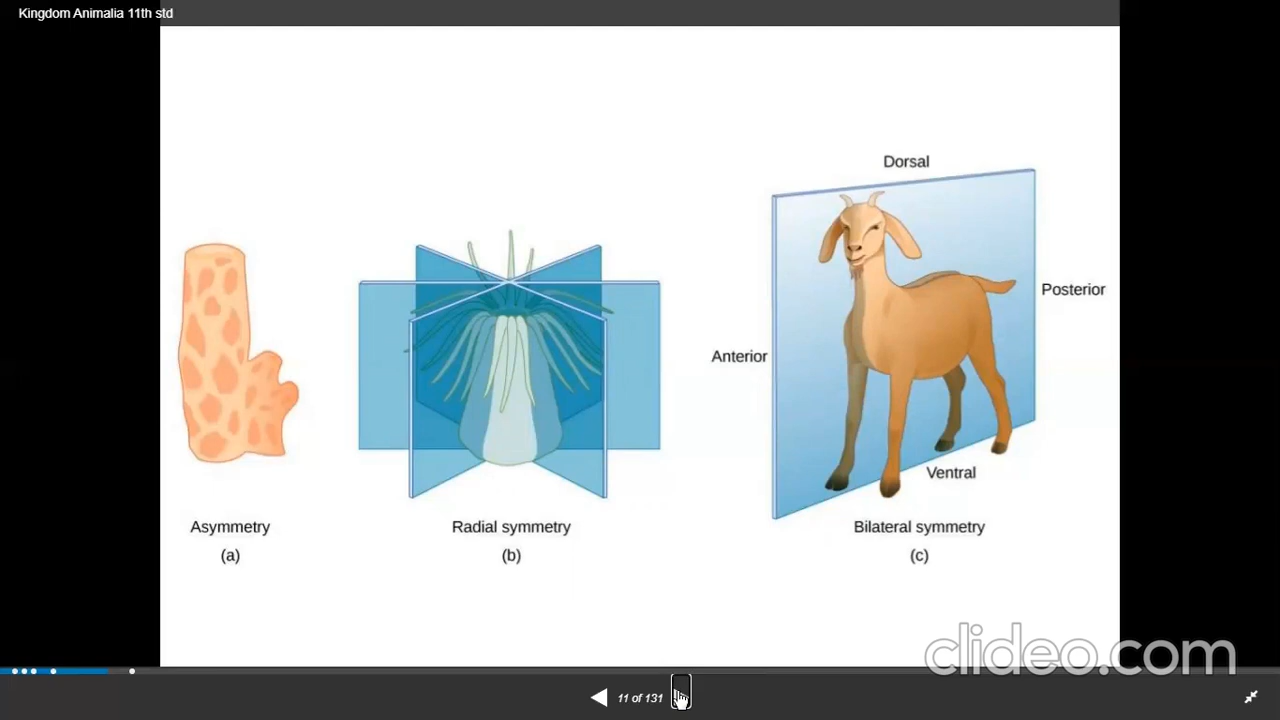 Kingdom Animalia 11th std
Dorsal
Posterior
Anterior
Ventral
Asymmetry
Radial symmetry
Bilateral symmetry
(a)
(b)
(c)
clideo.com
11 of 131